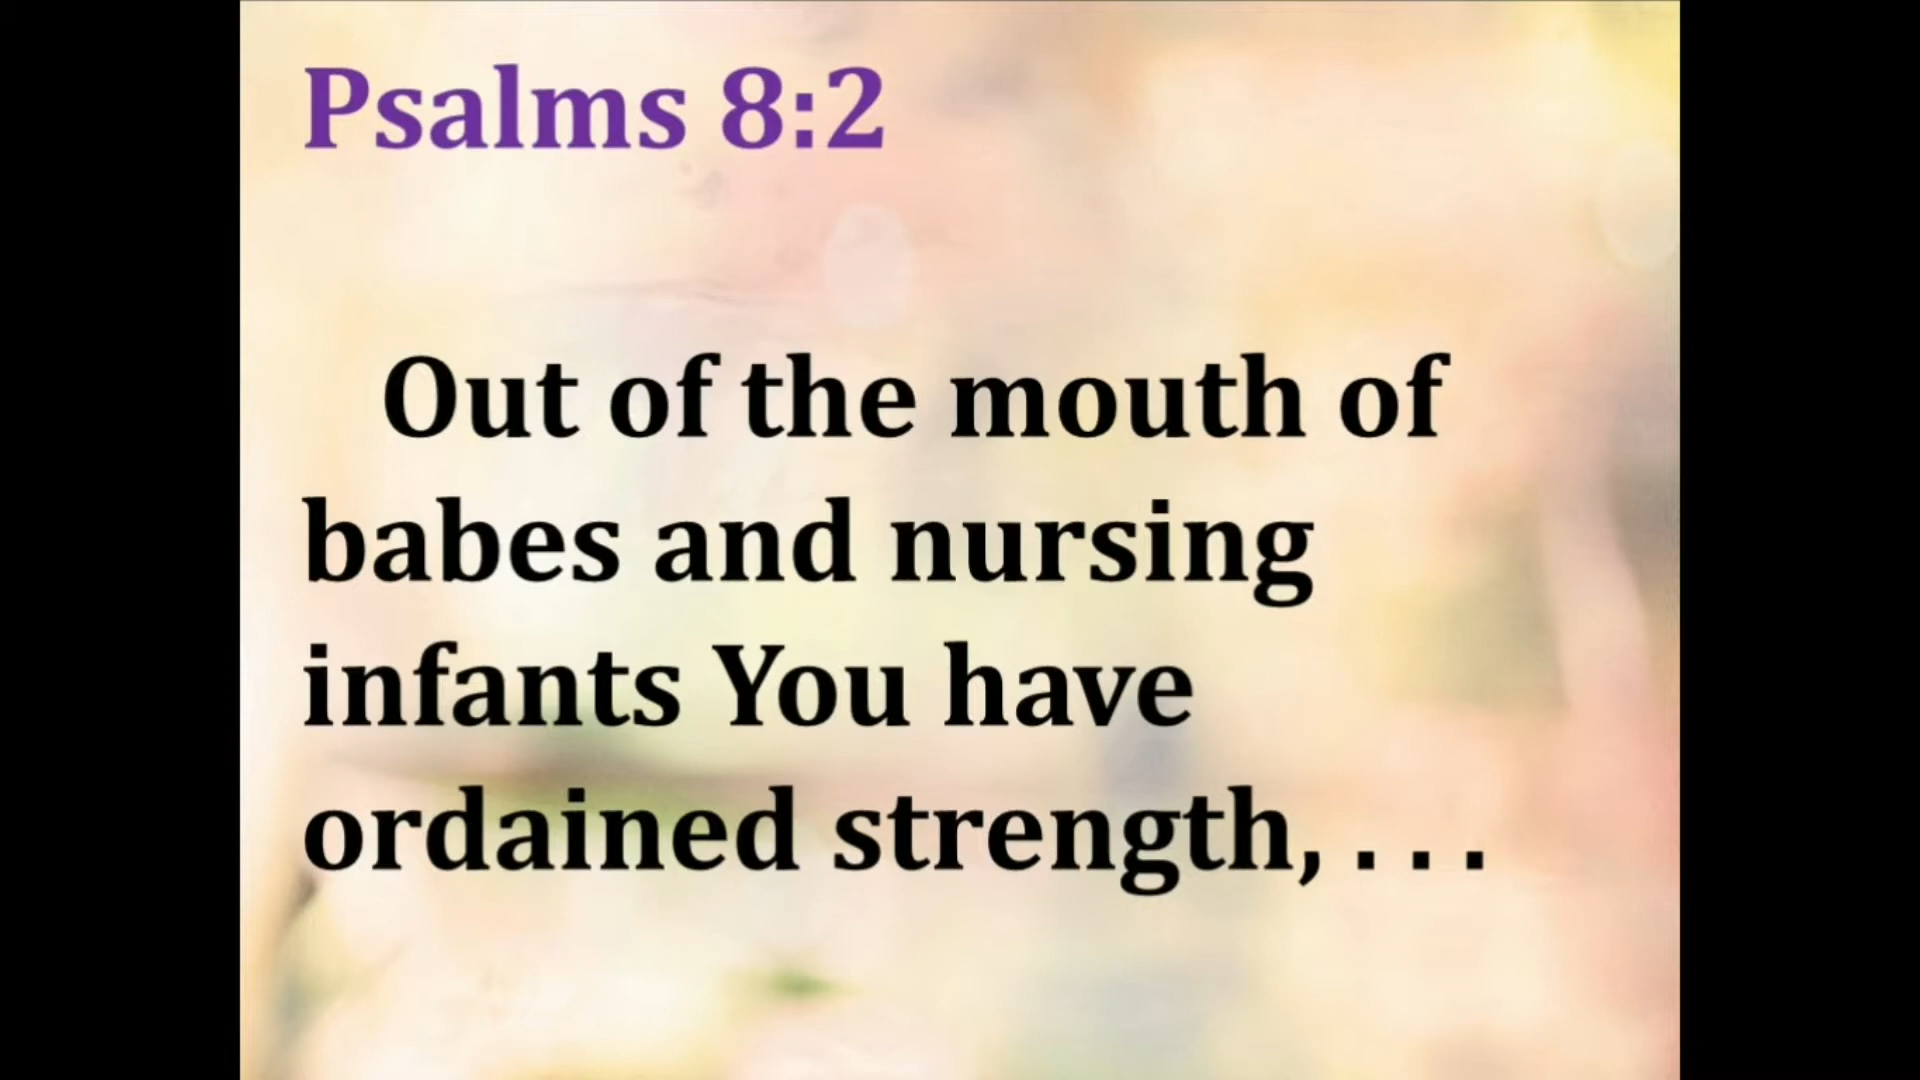 Psalms 8:2
Out of the mouth of
babes and nursing
infants You have
ordained strength, . . .